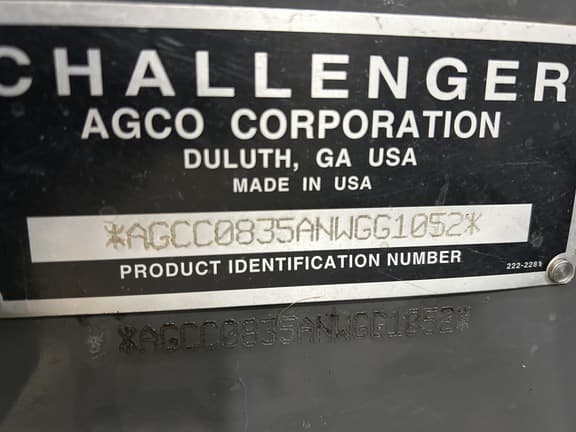 CHALLENGER
AGCO CORPORATION
DULUTH, GA USA
MADE IN USA
*AGCC0835ANWGG1052*
PRODUCT IDENTIFICATION NUMBER
222-2281
*AGCC0835ANWGG1052*